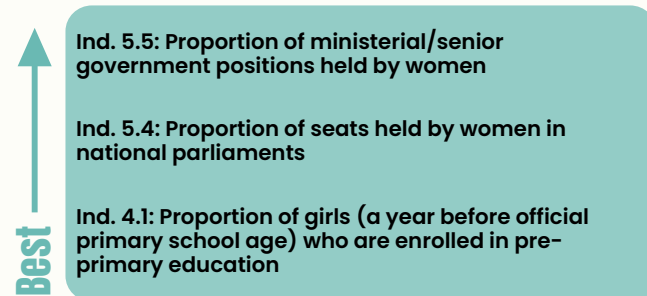 Ind. 5.5: Proportion of ministerial/senior
government positions held by women
Ind. 5.4: Proportion of seats held by women in
national parliaments
Ind. 4.1: Proportion of girls (a year before official
primary school age) who are enrolled in pre-
primary education
Best